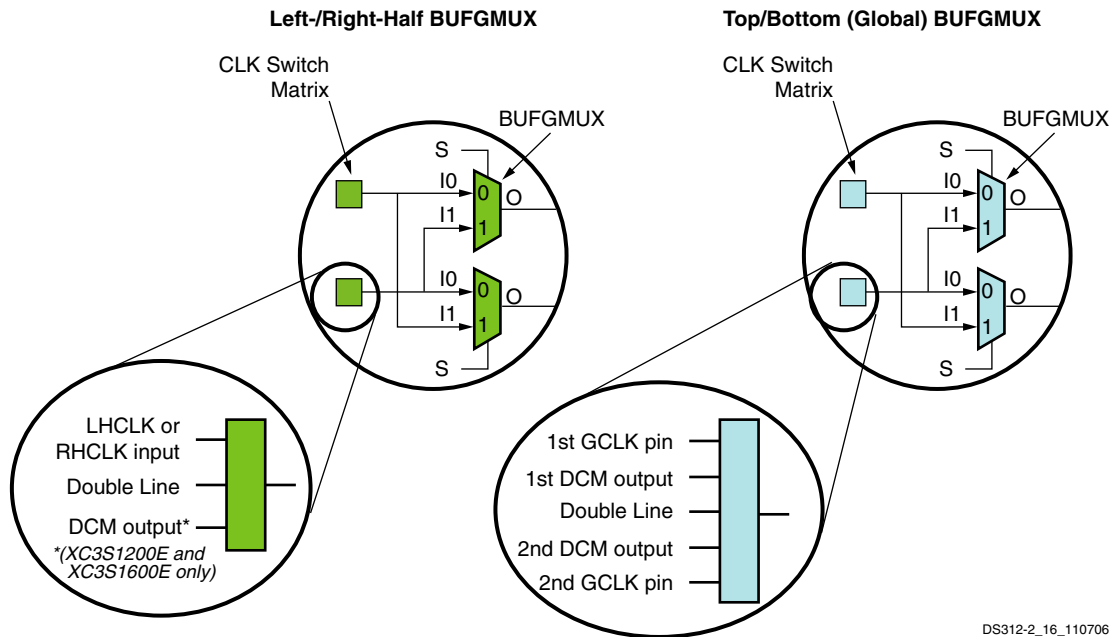 Left-/Right-Half BUFGMUX
CLK Switch
Matrix
BUFGMUX
S
I0
0
O
I1
1
I0
0
O
I1
1
S
LHCLK or
RHCLK input
Double Line
DCM output*
*(XC3S1200E and
XC3S1600E only)
Top/Bottom (Global) BUFGMUX
CLK Switch
Matrix
BUFGMUX
S
I0
0
O
I1
1
I0
0
O
I1
1
S
1st GCLK pin
1st DCM output
Double Line
2nd DCM output
2nd GCLK pin
DS312-2_16_110706